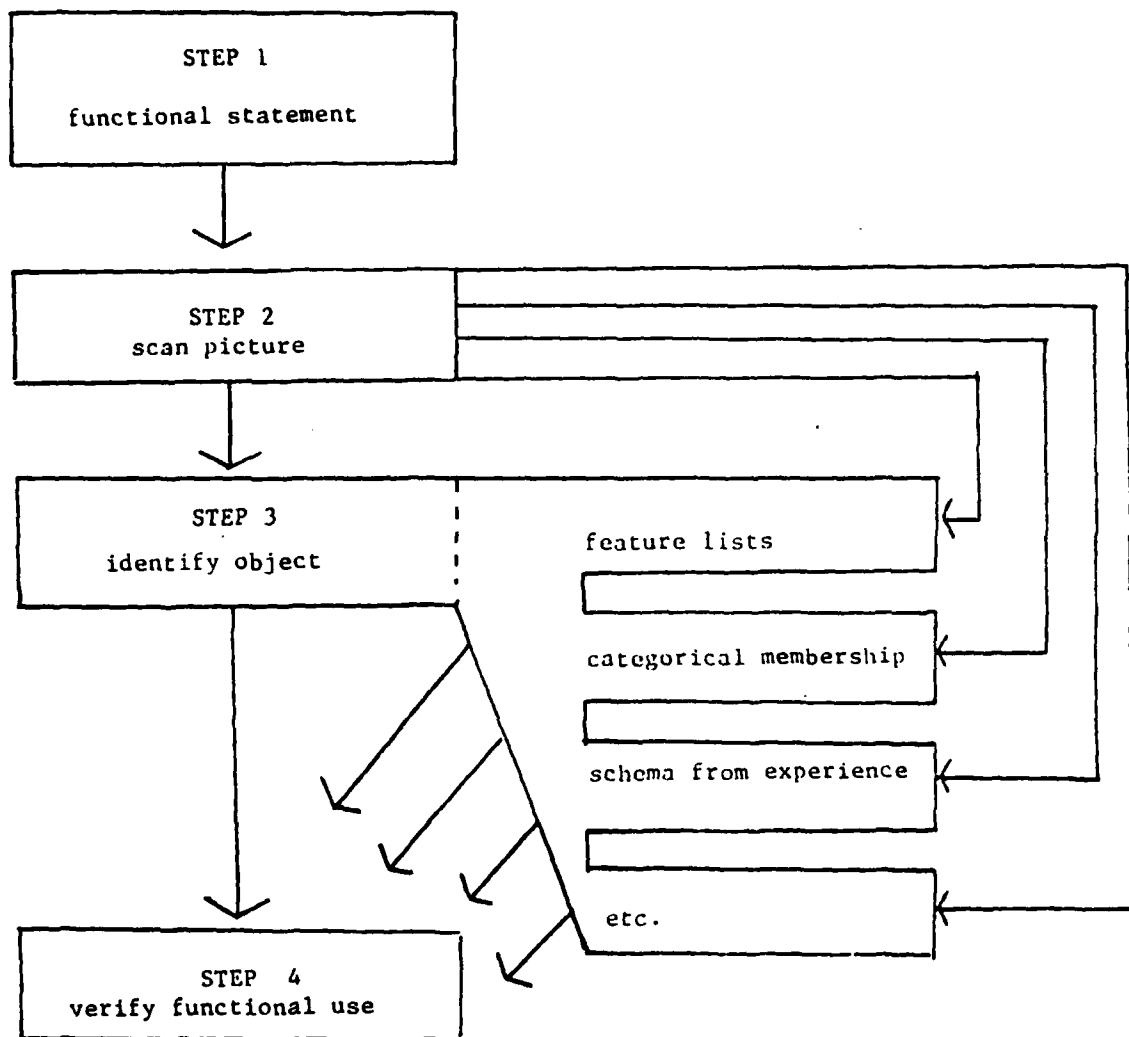 STEP 1
functional statement
STEP 2
scan picture
STEP 3
identify object
feature lists
categorical membership
schema from experience
etc.
STEP 4
verify functional use